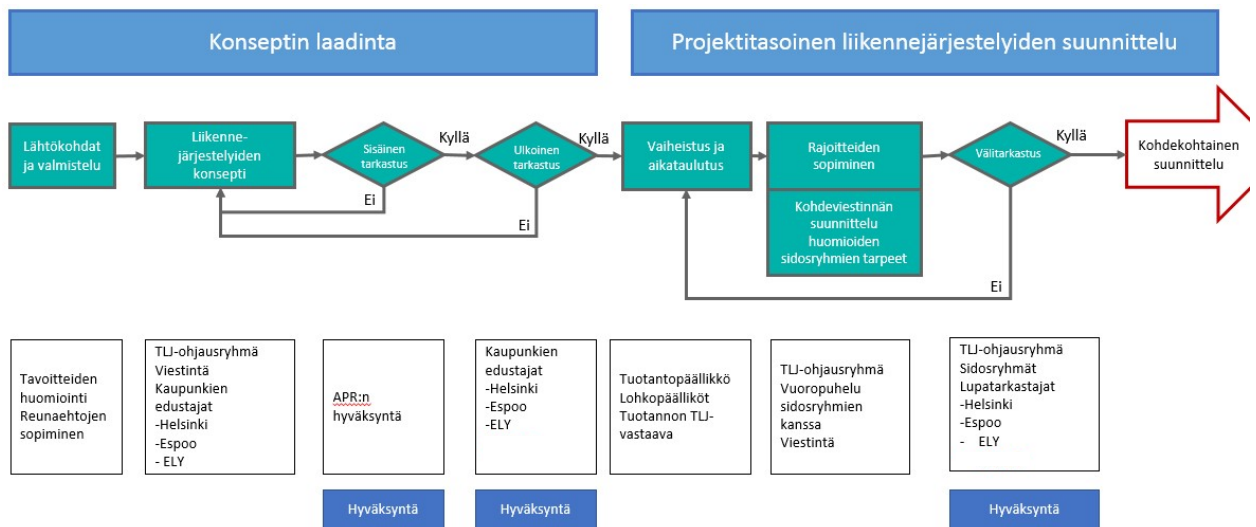 Konseptin laadinta
Projektitasoinen liikennejärjestelyiden suunnittelu
Lähtökohdat
ja valmistelu
Liikenne-
järjestelyiden
konsepti
Sisäinen
tarkastus
Kyllä
Ei
Ulkoinen
tarkastus
Kyllä
Ei
Vaiheistus ja
aikataulutus
Rajoitteiden
sopiminen
Kohdeviestinnän
suunnittelu
huomioiden
sidosryhmien tarpeet
Välitarkastus
Kyllä
Ei
Kohdekohtainen
suunnittelu
Tavoitteiden
huomiointi
Reunaehtojen
sopiminen
TLJ-ohjausryhmä
Viestintä
Kaupunkien
edustajat
-Helsinki
-Espoo
- ELY
APR:n
hyväksyntä
Kaupunkien
edustajat
-Helsinki
-Espoo
-ELY
Tuotantopäällikkö
Lohkopäälliköt
Tuotannon TLJ-
vastaava
TLJ-ohjausryhmä
Vuoropuhelu
sidosryhmien
kanssa
Viestintä
TLJ-ohjausryhmä
Sidosryhmät
Lupatarkastajat
-Helsinki
-Espoo
- ELY
Hyväksyntä
Hyväksyntä
Hyväksyntä